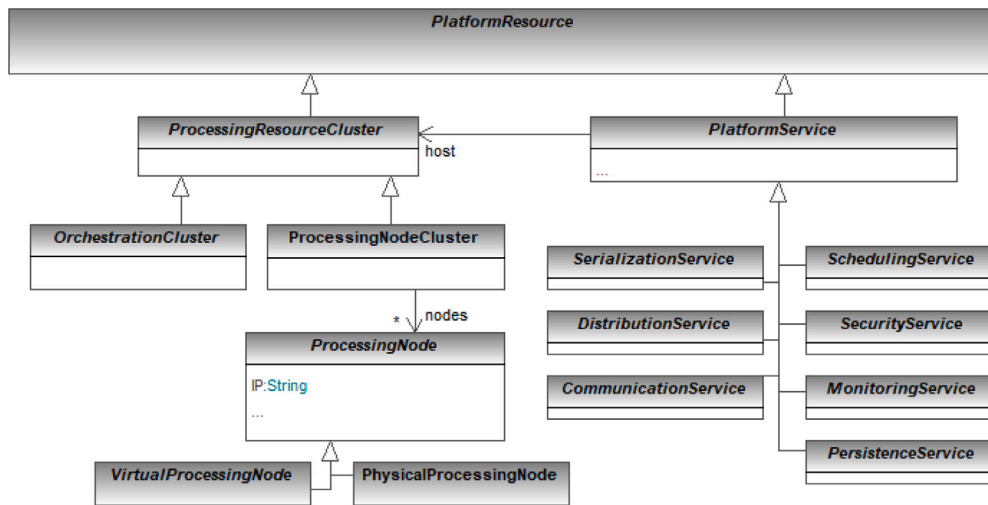 PlatformResource
ProcessingResourceCluster
PlatformService
host
...
OrchestrationCluster
ProcessingNodeCluster
SerializationService
SchedulingService
* nodes
DistributionService
SecurityService
ProcessingNode
IP:String
...
CommunicationService
MonitoringService
PersistenceService
VirtualProcessingNode
PhysicalProcessingNode